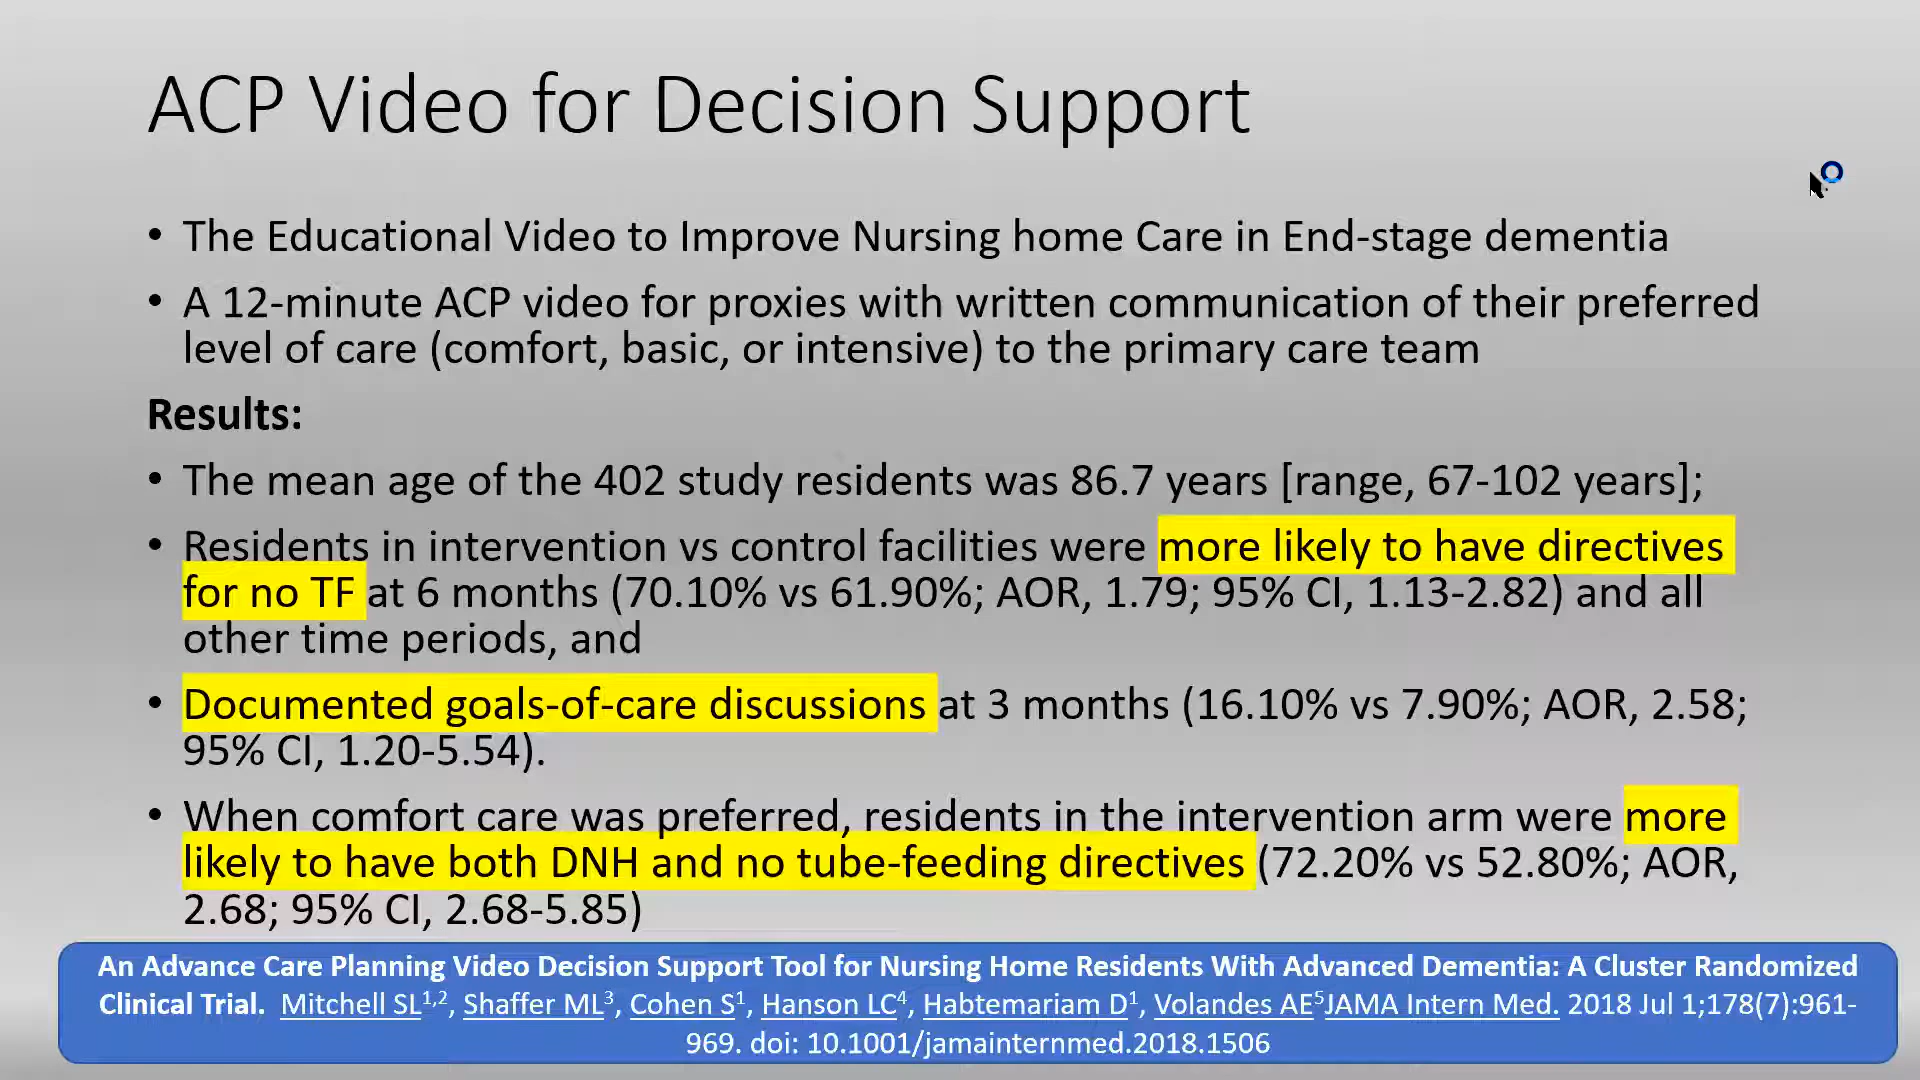 ACP Video for Decision Support
• The Educational Video to Improve Nursing home Care in End-stage dementia
• A 12-minute ACP video for proxies with written communication of their preferred
level of care (comfort, basic, or intensive) to the primary care team
Results:
• The mean age of the 402 study residents was 86.7 years [range, 67-102 years];
• Residents in intervention vs control facilities were more likely to have directives
for no TF at 6 months (70.10% vs 61.90%; AOR, 1.79; 95% CI, 1.13-2.82) and all
other time periods, and
• Documented goals-of-care discussions at 3 months (16.10% vs 7.90%; AOR, 2.58;
95% CI, 1.20-5.54).
• When comfort care was preferred, residents in the intervention arm were more
likely to have both DNH and no tube-feeding directives (72.20% vs 52.80%; AOR,
2.68; 95% CI, 2.68-5.85)
An Advance Care Planning Video Decision Support Tool for Nursing Home Residents With Advanced Dementia: A Cluster Randomized
Clinical Trial. Mitchell SL1,2, Shaffer ML3, Cohen S1, Hanson LC4, Habtemariam D1, Volandes AE5JAMA Intern Med. 2018 Jul 1;178(7):961-
969. doi: 10.1001/jamainternmed.2018.1506